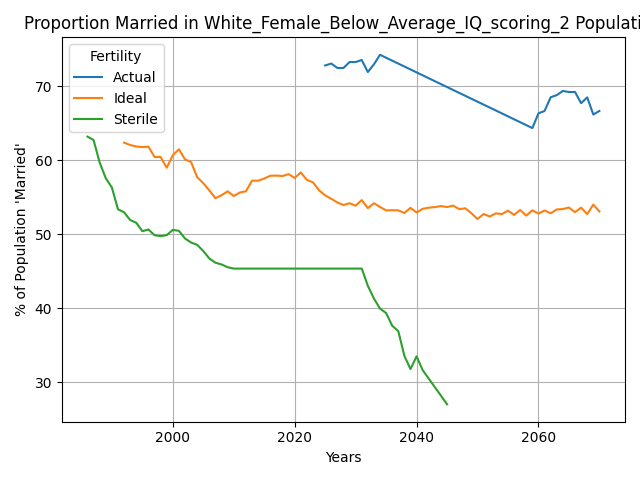 Proportion Married in White_Female_Below_Average_IQ_scoring_2 Populati
Fertility
Actual
Ideal
Sterile
% of Population 'Married'
70
60
50
40
30
2000 2020 2040 2060
Years